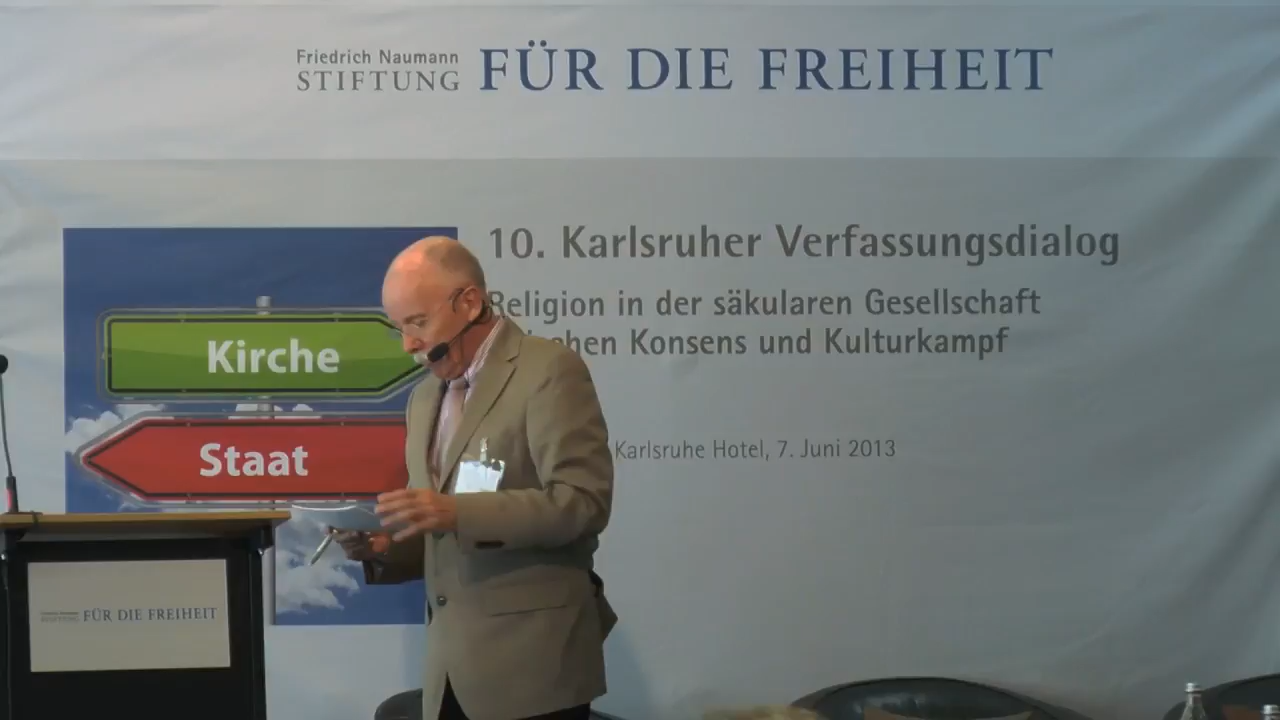 Friedrich Naumann
STIFTUNG FÜR DIE FREIHEIT
10. Karlsruher Verfassungsdialog
Religion in der säkularen Gesellschaft
Konsens und Kulturkampf
Kirche
Staat
Karlsruhe Hotel, 7. Juni 2013
STIFTUNG FÜR DIE FREIHEIT